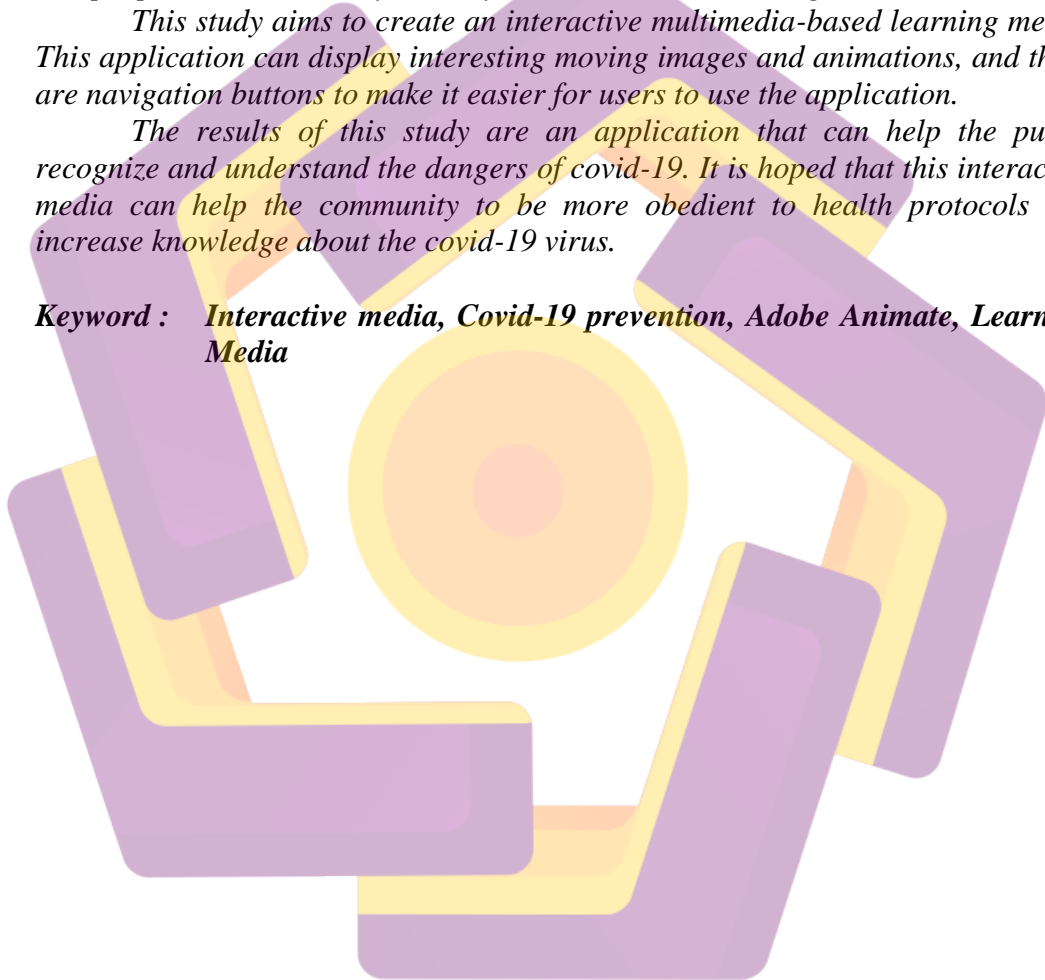 This study aims to create an interactive multimedia-based learning me
This application can display interesting moving images and animations, and th
are navigation buttons to make it easier for users to use the application.
The results of this study are an application that can help the pu
recognize and understand the dangers of covid-19. It is hoped that this interac
media can help the community to be more obedient to health protocols
increase knowledge about the covid-19 virus.
Keyword : Interactive media, Covid-19 prevention, Adobe Animate, Learn
Media